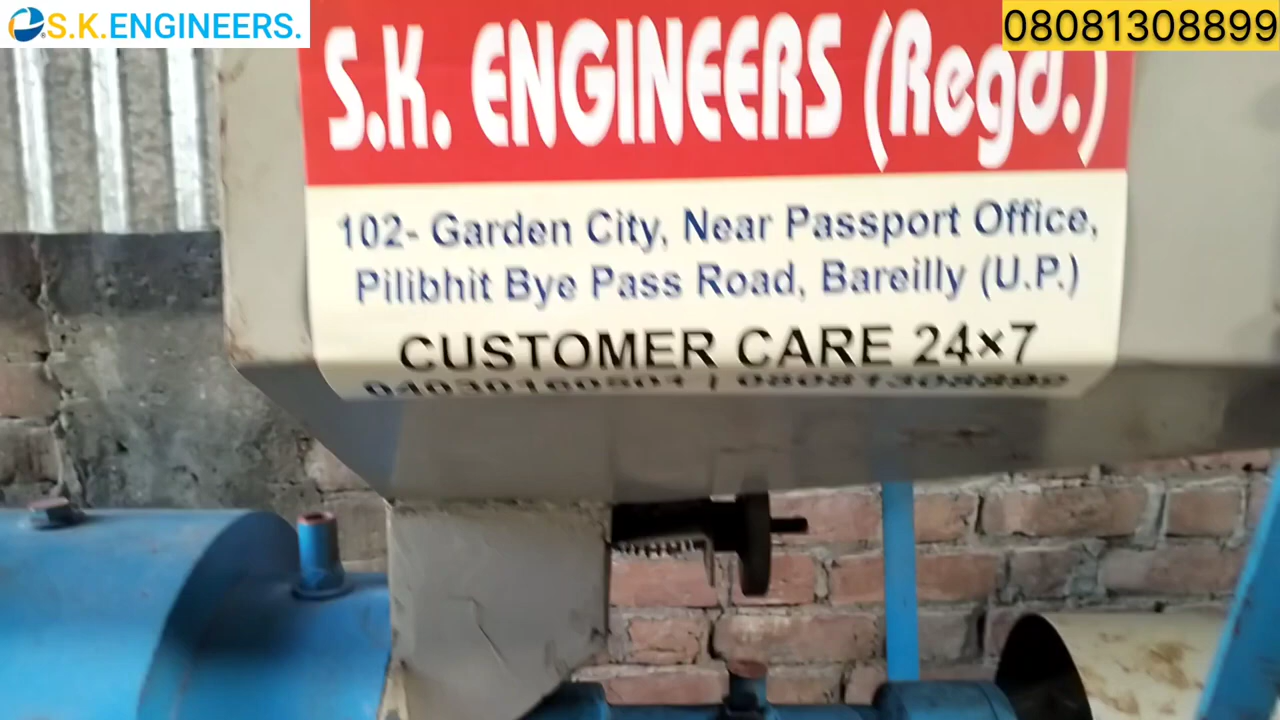 S.K.ENGINEERS.
08081308899
S.K. ENGINEERS (Regd.)
102- Garden City, Near Passport Office,
Pilibhit Bye Pass Road, Bareilly (U.P.)
CUSTOMER CARE 24×7